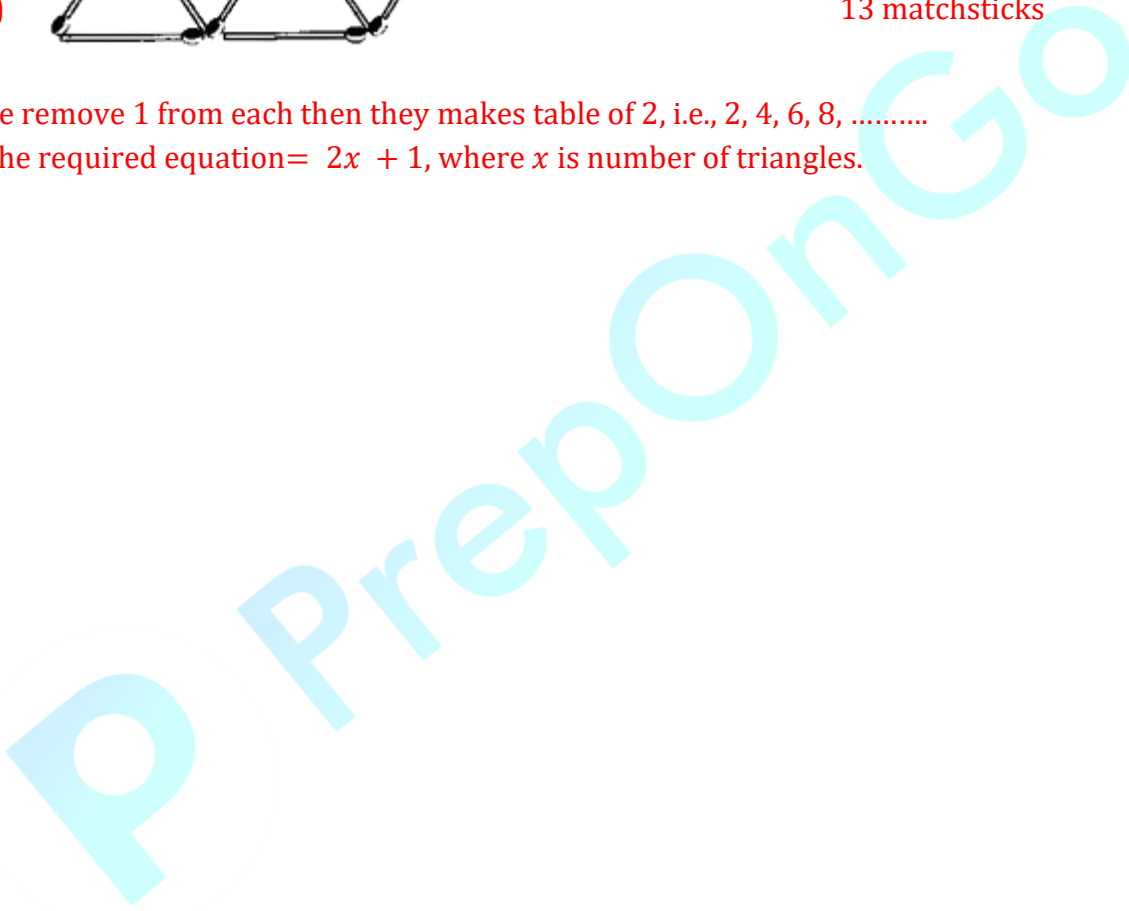 ) 13 matchsticks
e remove 1 from each then they makes table of 2, i.e., 2, 4, 6, 8, ..........
he required equation= 2x + 1, where x is number of triangles.
PrepOnGo